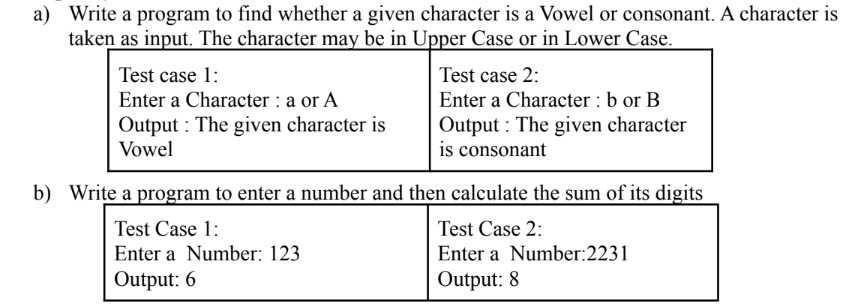 a) Write a program to find whether a given character is a Vowel or consonant. A character is
taken as input. The character may be in Upper Case or in Lower Case.
Test case 1:
Enter a Character : a or A
Output : The given character is
Vowel
Test case 2:
Enter a Character : b or B
Output : The given character
is consonant
b) Write a program to enter a number and then calculate the sum of its digits
Test Case 1:
Enter a Number: 123
Output: 6
Test Case 2:
Enter a Number:2231
Output: 8